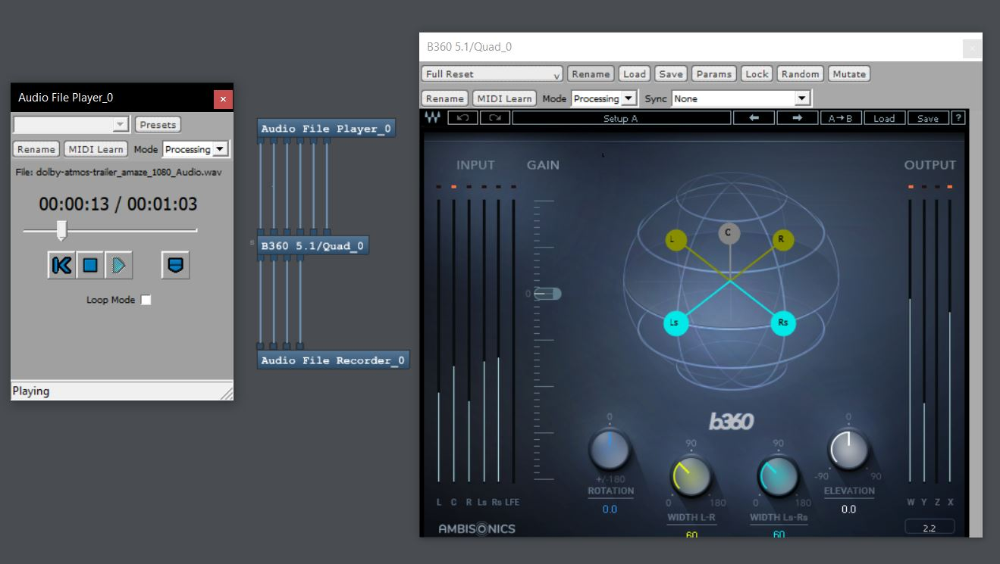 Audio File Player_0
×
Presets
Rename MIDI Learn Mode Processing
File: dolby-atmos-trailer_amaze_1080_Audio.wav
00:00:13 / 00:01:03
Loop Mode
Playing
Audio File Player_0
s
B360 5.1/Quad_0
Audio File Recorder_0
B360 5.1/Quad_0
×
Full Reset v Rename Load Save Params Lock Random Mutate
Rename MIDI Learn Mode Processing Sync None
Setup A A→B Load Save ?
INPUT GAIN OUTPUT
L C R
0
Ls Rs
b360
0 90 90 0
+/-180 -90 90
ROTATION 0 180 0 180 ELEVATION
0.0 WIDTH L-R WIDTH Ls-Rs 0.0
60 60
L C R Ls Rs LFE
W Y Z X
AMBISONICS
2.2